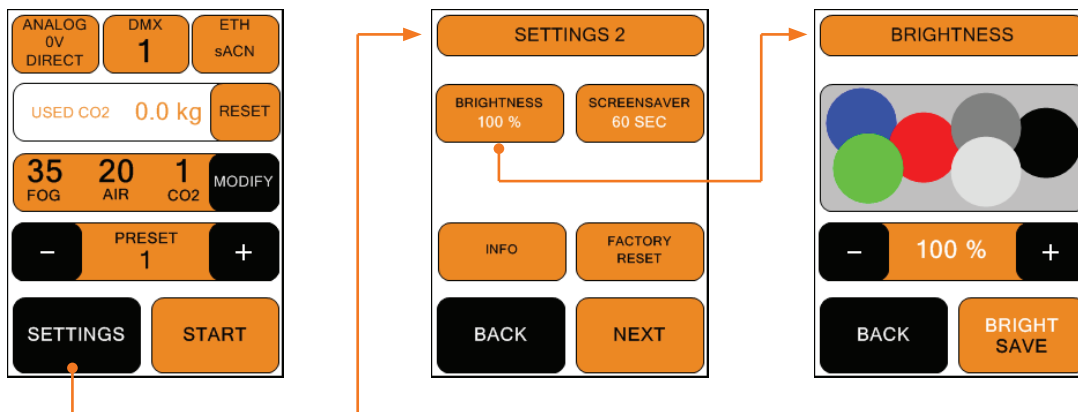 ANALOG
0V
DIRECT
DMX
1
ETH
sACN
USED CO2 0.0 kg RESET
35 20 1
FOG AIR CO2
MODIFY
PRESET
- 1 +
SETTINGS START
SETTINGS 2
BRIGHTNESS
100 %
SCREENSAVER
60 SEC
INFO
FACTORY
RESET
BACK NEXT
BRIGHTNESS
- 100 % +
BACK
BRIGHT
SAVE